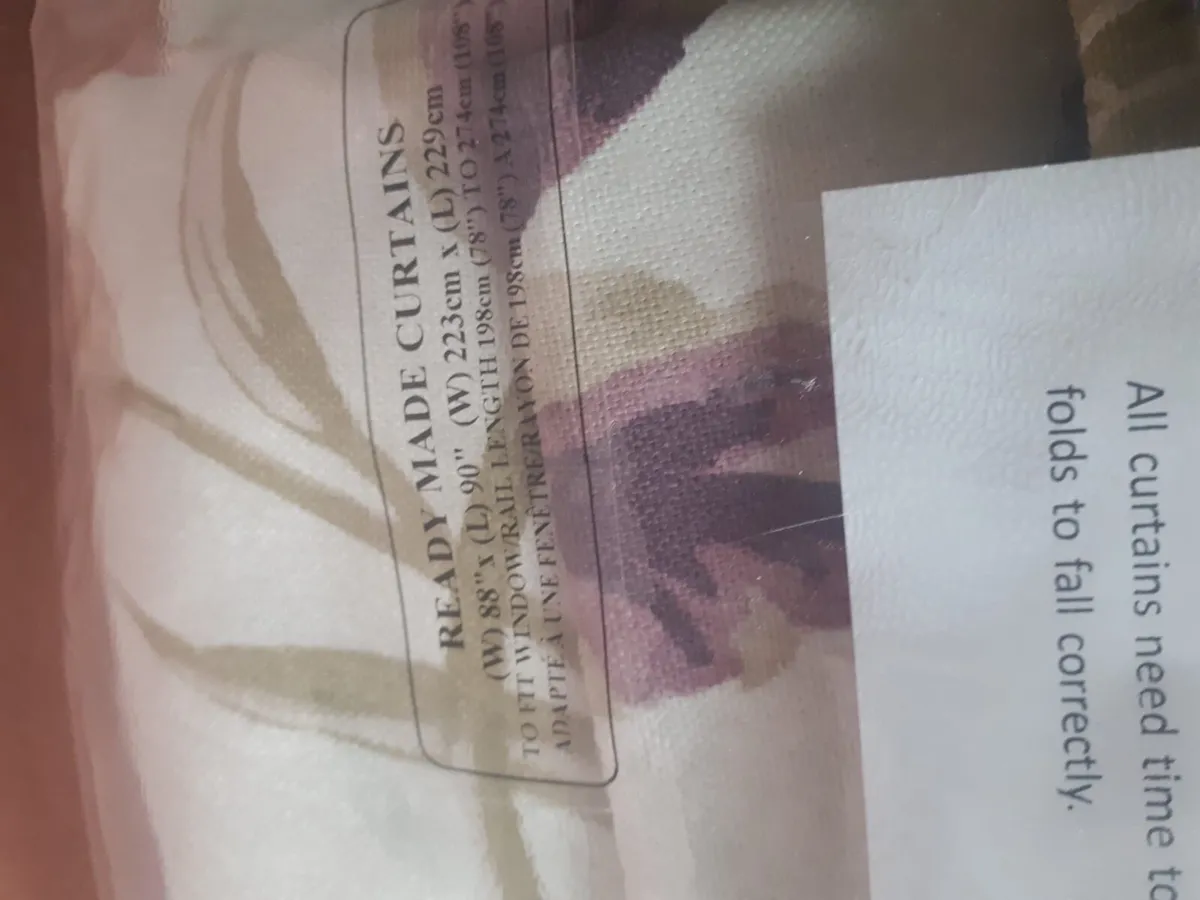 READY MADE CURTAINS
(W) 88"x (L) 90" (W) 223cm x (L) 229cm
TO FIT WINDOW/RAIL LENGTH 198cm (78") TO 274cm (108")
ADAPTÉ À UNE FENÊTRE/RAYON DE 198cm (78") A 274cm (108")
All curtains need time to
folds to fall correctly.